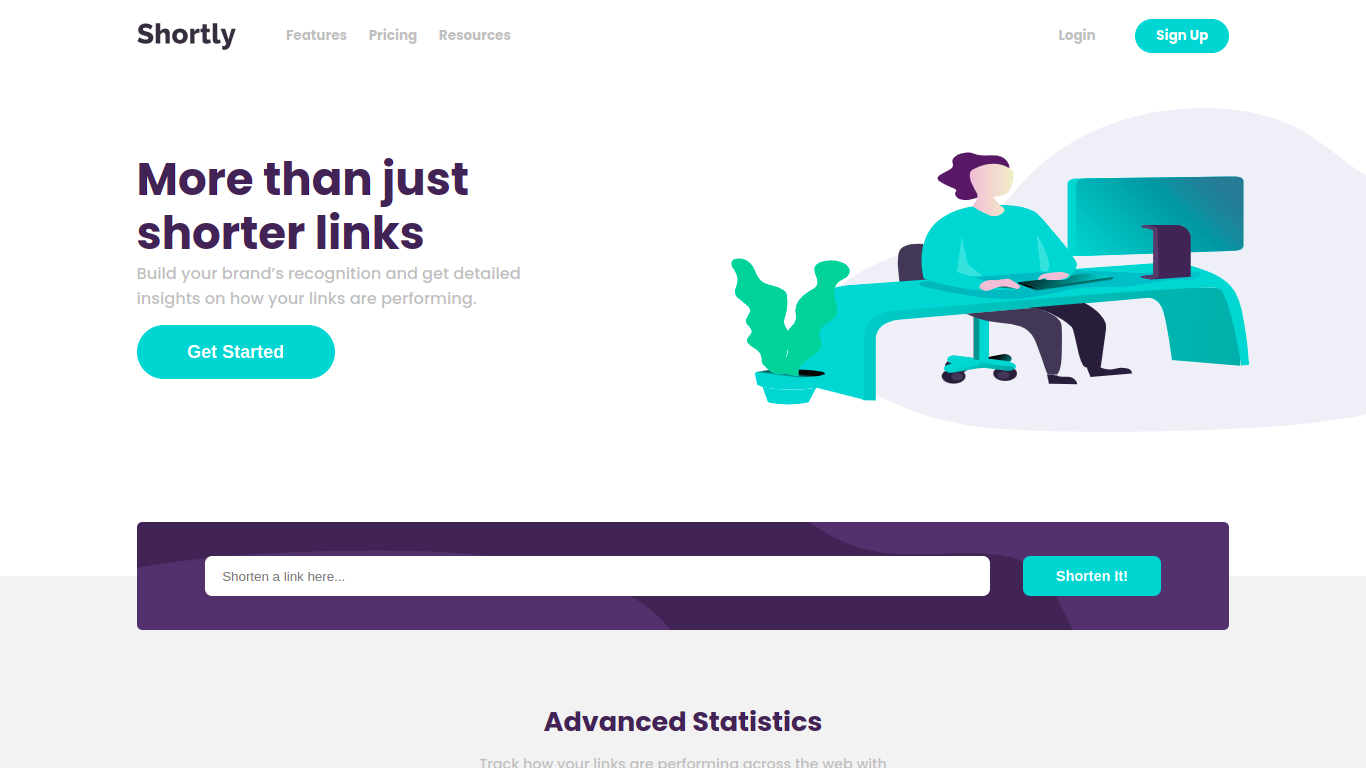 Shortly
Features
Pricing
Resources
Login
Sign Up
More than just
shorter links
Build your brand’s recognition and get detailed
insights on how your links are performing.
Get Started
Shorten a link here...
Shorten It!
Advanced Statistics
Track how your links are performing across the web with